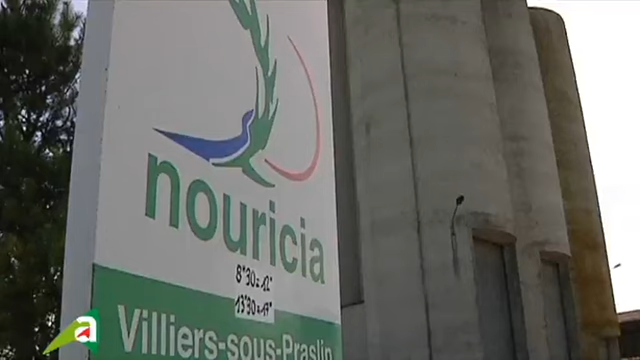 nouricia
8H30=12H
13H30=17H
Villiers-sous-Praslin
a